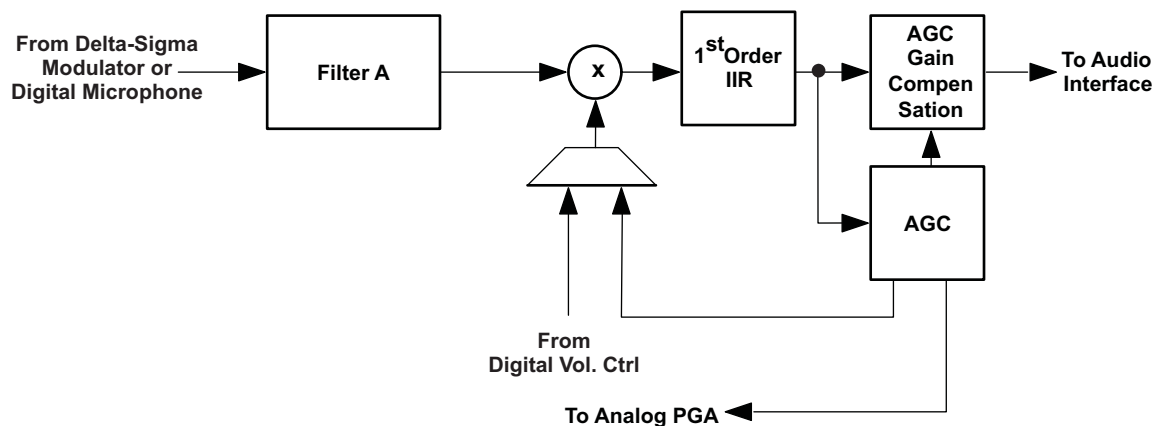 From Delta-Sigma
Modulator or
Digital Microphone
Filter A
x
1st Order
IIR
AGC
Gain
Compen
Sation
To Audio
Interface
AGC
From
Digital Vol. Ctrl
To Analog PGA